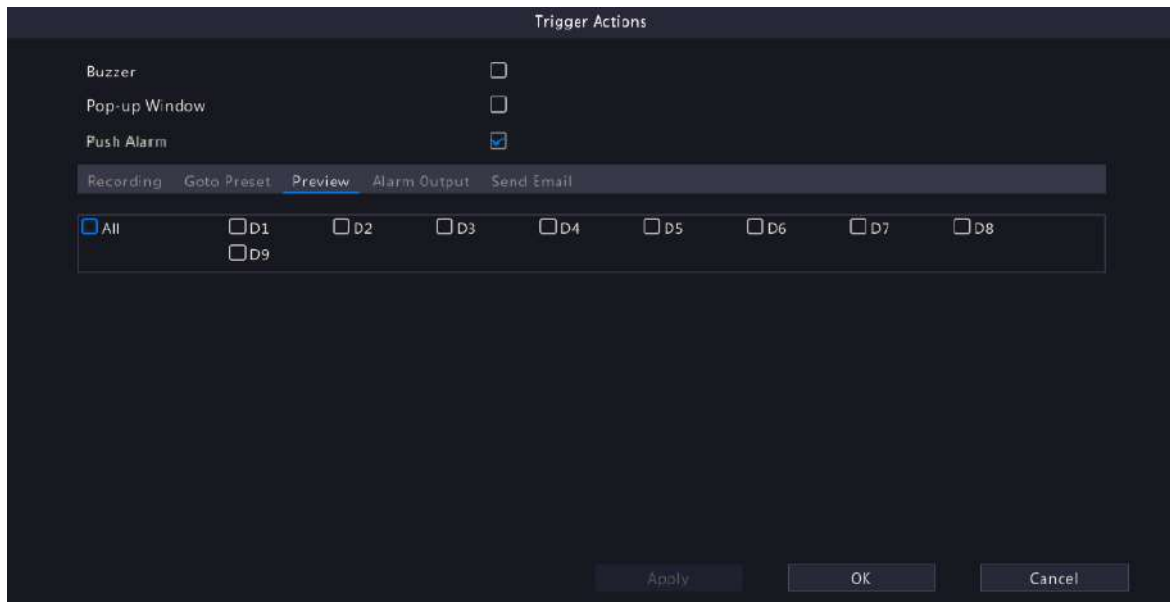 Trigger Actions
Buzzer
Pop-up Window
Push Alarm
Recording Goto Preset Preview Alarm Output Send Email
All D1 D2 D3 D4 D5 D6 D7 D8
D9
Apply OK Cancel